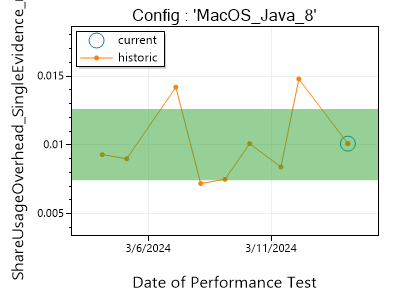 Config : 'MacOS_Java_8'
current
historic
ShareUsageOverhead_SingleEvidence_
0.015
0.01
0.005
3/6/2024
3/11/2024
Date of Performance Test